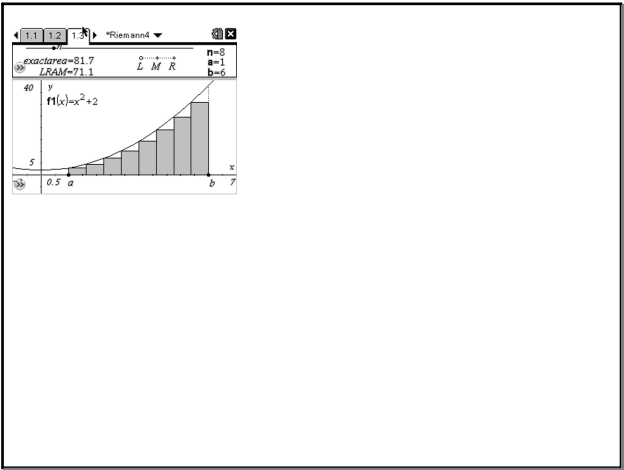 1.1 1.2 1.3 *Riemann4
n
exactarea=81.7
LRAM=71.1
L M R
n=8
a=1
b=6
40 y
f1(x)=x²+2
5 x
0.5 a b 7